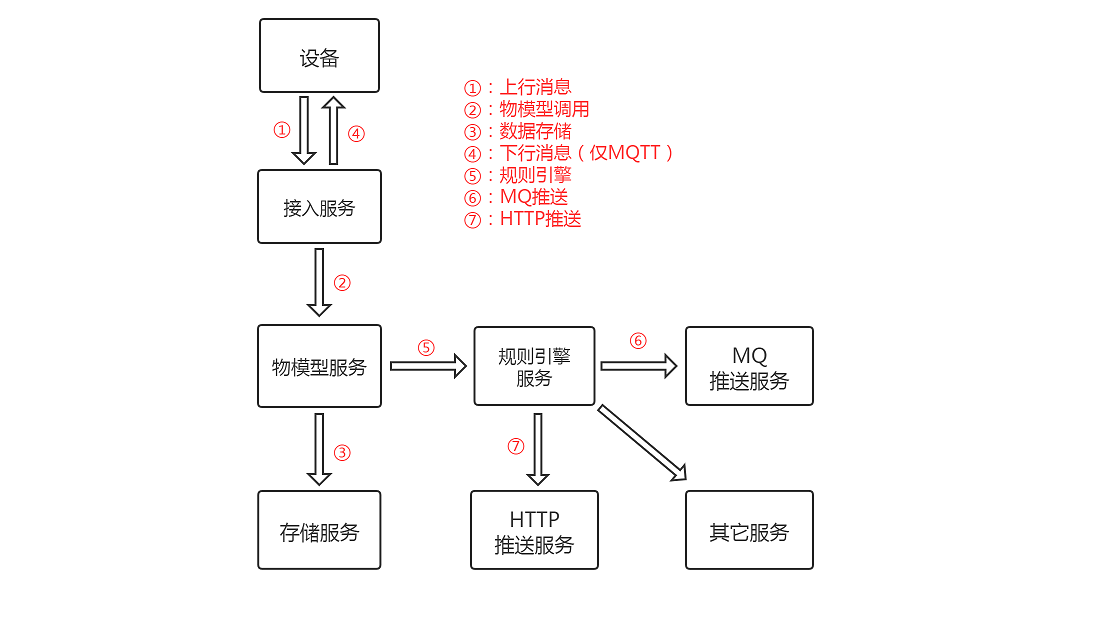 设备
①
④
①：上行消息
②：物模型调用
③：数据存储
④：下行消息（仅MQTT）
⑤：规则引擎
⑥：MQ推送
⑦：HTTP推送
接入服务
②
物模型服务
⑤
规则引擎
服务
⑥
MQ
推送服务
③
⑦
存储服务
HTTP
推送服务
其它服务